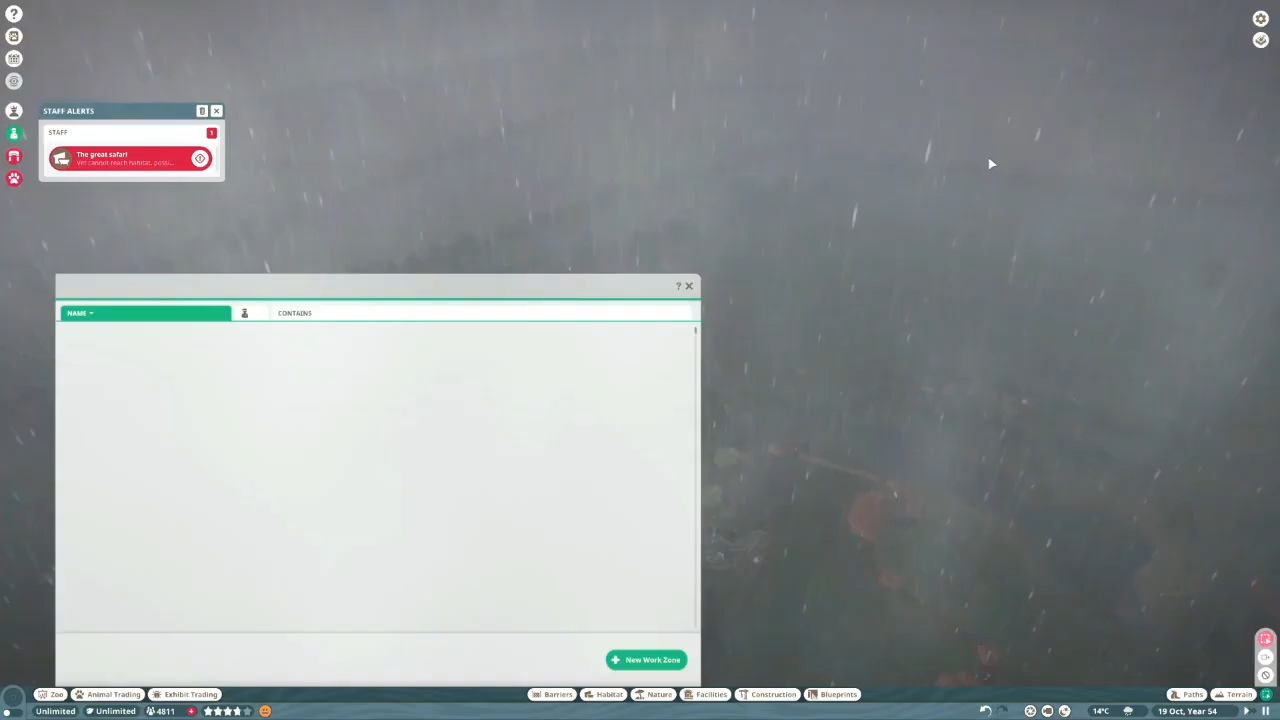 STAFF ALERTS
STAFF
1
The great safari
Vet cannot reach habitat, possi...
NAME
CONTAINS
New Work Zone
Zoo
Animal Trading
Exhibit Trading
Barriers
Habitat
Nature
Facilities
Construction
Blueprints
Paths
Terrain
Unlimited
Unlimited
4811
14°C
19 Oct, Year 54